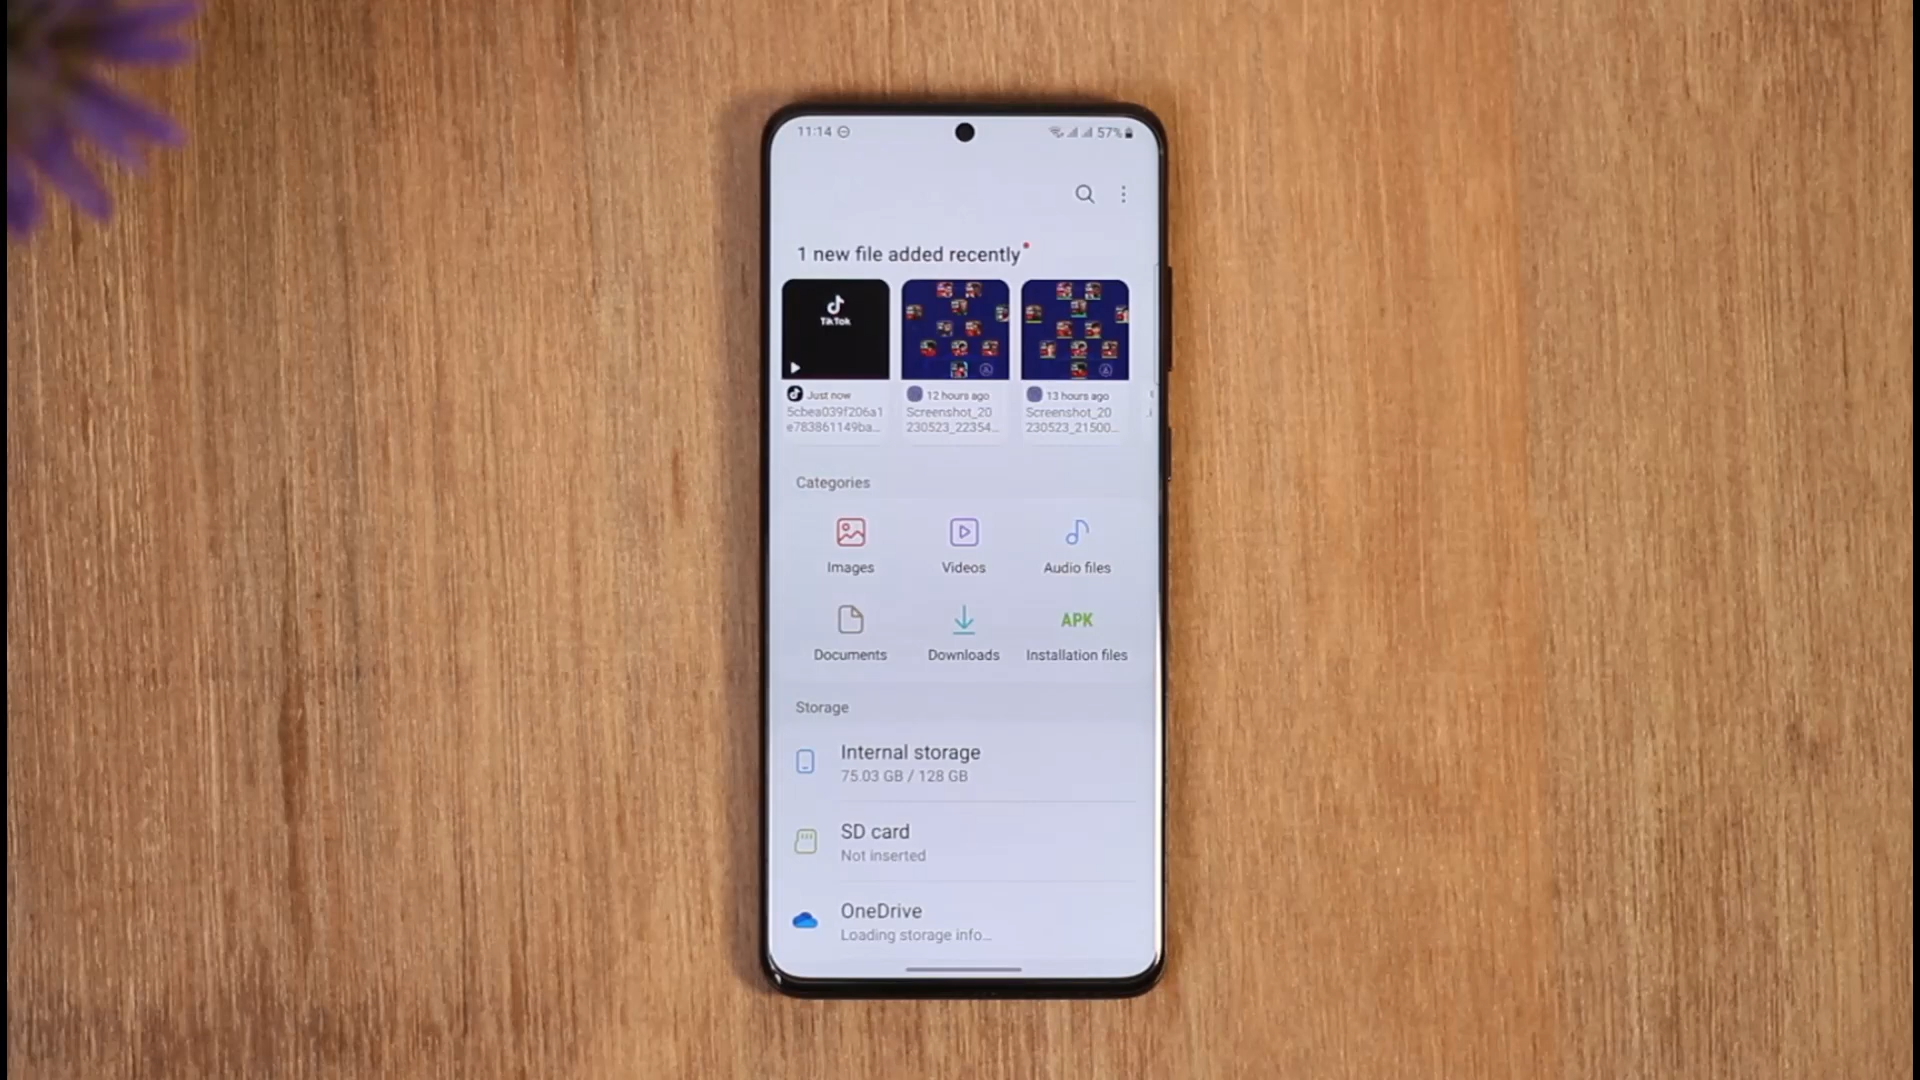 11:14
57%
1 new file added recently
TikTok
Just now
5cbea039f206a1
e783861149ba...
12 hours ago
Screenshot_20
230523_22354...
13 hours ago
Screenshot_20
230523_21500...
Categories
Images
Videos
Audio files
Documents
Downloads
APK
Installation files
Storage
Internal storage
75.03 GB / 128 GB
SD card
Not inserted
OneDrive
Loading storage info...